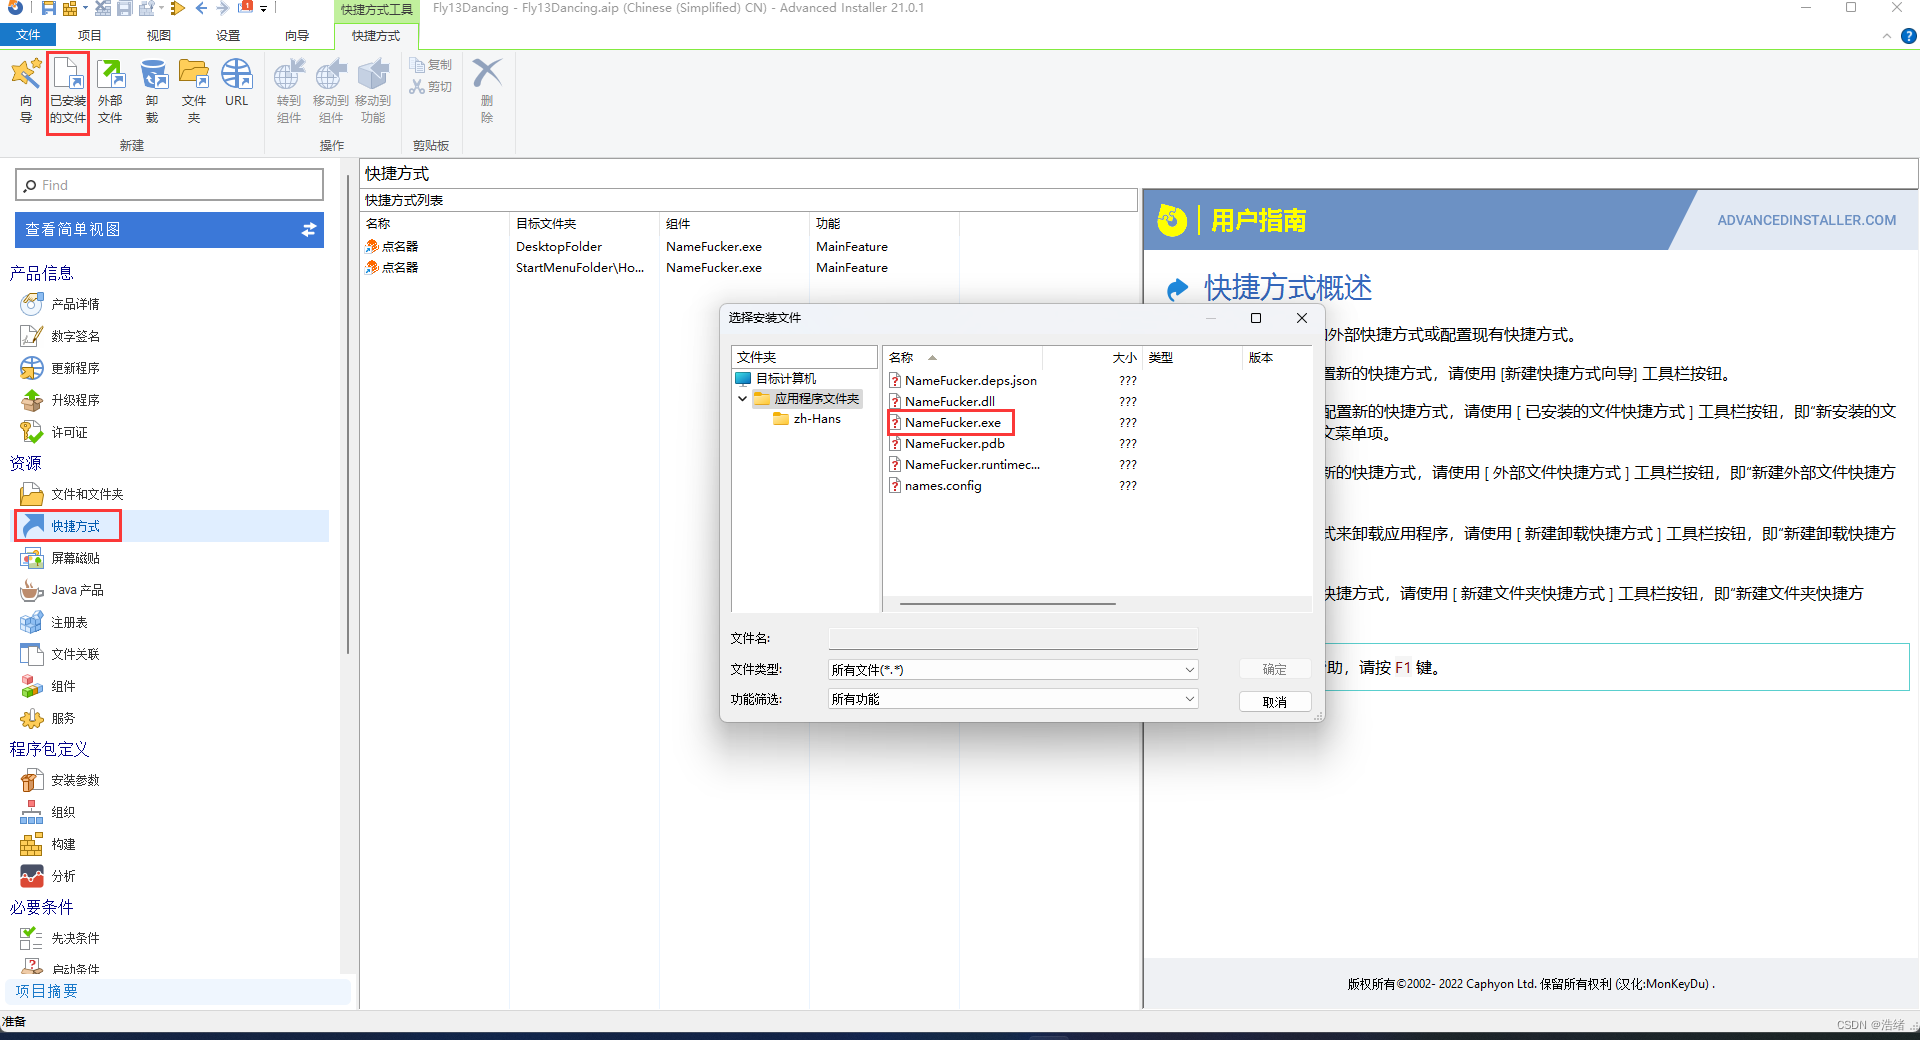 快捷方式工具
Fly13Dancing - Fly13Dancing.aip (Chinese (Simplified) CN) - Advanced Installer 21.0.1
文件 项目 视图 设置 向导 快捷方式
向导
已安装的文件
外部文件
卸载
文件夹
URL
转到组件
移动到组件
移动到功能
复制
剪切
删除
新建
操作
剪贴板
Find
查看简单视图
产品信息
产品详情
数字签名
更新程序
升级程序
许可证
资源
文件和文件夹
快捷方式
屏幕磁贴
Java 产品
注册表
文件关联
组件
服务
程序包定义
安装参数
组织
构建
分析
必要条件
先决条件
启动条件
项目摘要
准备
快捷方式
快捷方式列表
名称 目标文件夹 组件 功能
点名器 DesktopFolder NameFucker.exe MainFeature
点名器 StartMenuFolder\Ho... NameFucker.exe MainFeature
选择安装文件
文件夹
目标计算机
应用程序文件夹
zh-Hans
名称 大小 类型 版本
NameFucker.deps.json ???
NameFucker.dll ???
NameFucker.exe ???
NameFucker.pdb ???
NameFucker.runtimec... ???
names.config ???
文件名:
文件类型: 所有文件(*.*)
功能筛选: 所有功能
确定
取消
用户指南
ADVANCEDINSTALLER.COM
快捷方式概述
外部快捷方式或配置现有快捷方式。
置新的快捷方式，请使用 [新建快捷方式向导] 工具栏按钮。
配置新的快捷方式，请使用 [ 已安装的文件快捷方式 ] 工具栏按钮，即“新安装的文
文菜单项。
新的快捷方式，请使用 [ 外部文件快捷方式 ] 工具栏按钮，即“新建外部文件快捷方
式来卸载应用程序，请使用 [ 新建卸载快捷方式 ] 工具栏按钮，即“新建卸载快捷方
快捷方式，请使用 [ 新建文件夹快捷方式 ] 工具栏按钮，即“新建文件夹快捷方
助，请按 F1 键。
版权所有©2002- 2022 Caphyon Ltd. 保留所有权利 (汉化:MonKeyDu) .
CSDN @浩绪